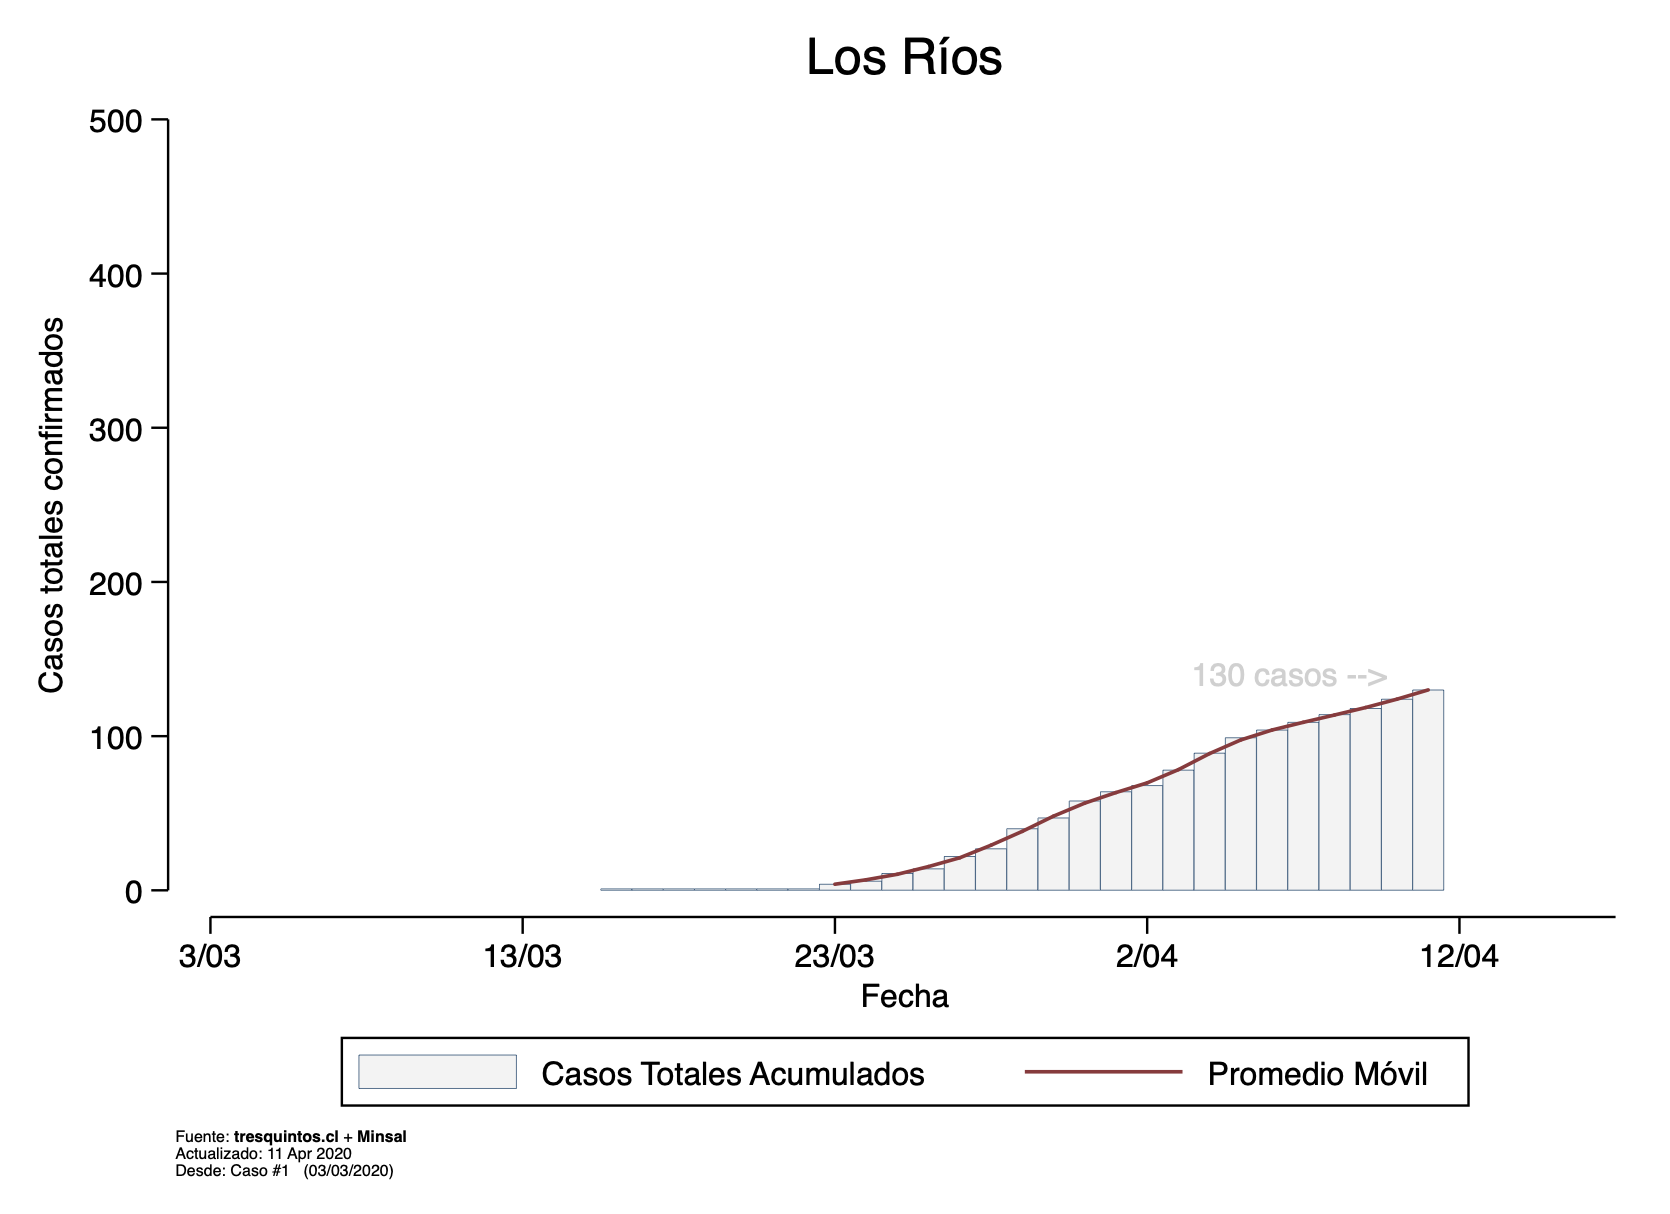 Los Ríos
500
400
300
200
100
0
Casos totales confirmados
130 casos -->
3/03 13/03 23/03 2/04 12/04
Fecha
Casos Totales Acumulados Promedio Móvil
Fuente: tresquintos.cl + Minsal
Actualizado: 11 Apr 2020
Desde: Caso #1 (03/03/2020)